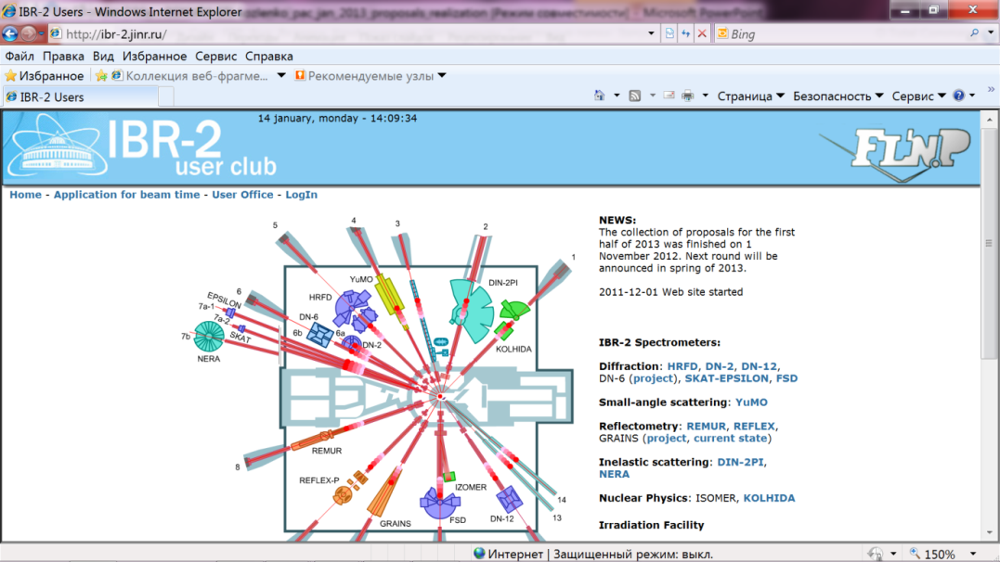 IBR-2 Users - Windows Internet Explorer
ozlenko_pac_jan_2013_proposals_realization [Режим совместимости] - Microsoft PowerPoint
http://ibr-2.jinr.ru/
Bing
Файл Правка Вид Избранное Сервис Справка
Избранное Коллекция веб-фрагме... Рекомендуемые узлы
IBR-2 Users
Страница Безопасность Сервис
14 january, monday - 14:09:34
IBR-2
user club
FLNP
Home - Application for beam time - User Office - LogIn
5
4
3
2
1
YuMO
DIN-2PI
HRFD
EPSILON
6
7a-1
DN-6
7a-2
6b
6a
SKAT
7b
DN-2
NERA
KOLHIDA
REMUR
8
REFLEX-P
IZOMER
GRAINS
FSD
DN-12
14
13
NEWS:
The collection of proposals for the first
half of 2013 was finished on 1
November 2012. Next round will be
announced in spring of 2013.
2011-12-01 Web site started
IBR-2 Spectrometers:
Diffraction: HRFD, DN-2, DN-12,
DN-6 (project), SKAT-EPSILON, FSD
Small-angle scattering: YuMO
Reflectometry: REMUR, REFLEX,
GRAINS (project, current state)
Inelastic scattering: DIN-2PI,
NERA
Nuclear Physics: ISOMER, KOLHIDA
Irradiation Facility
Интернет | Защищенный режим: выкл.
150%